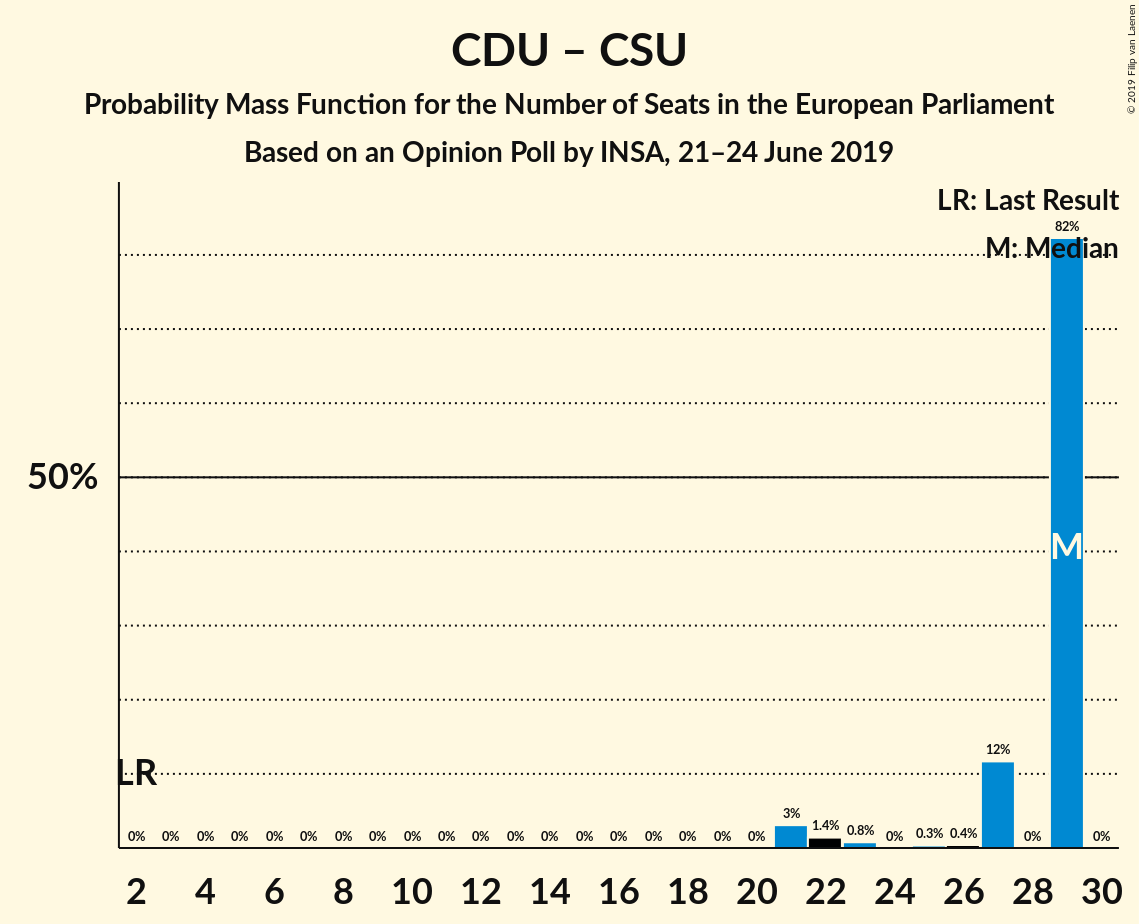 CDU – CSU
Probability Mass Function for the Number of Seats in the European Parliament
Based on an Opinion Poll by INSA, 21–24 June 2019
© 2019 Filip van Laenen
LR: Last Result
M: Median
82%
50%
M
LR
12%
0% 0% 0% 0% 0% 0% 0% 0% 0% 0% 0% 0% 0% 0% 0% 0% 0% 0% 0% 3% 1.4% 0.8% 0% 0.3% 0.4% 0% 0%
2 4 6 8 10 12 14 16 18 20 22 24 26 28 30